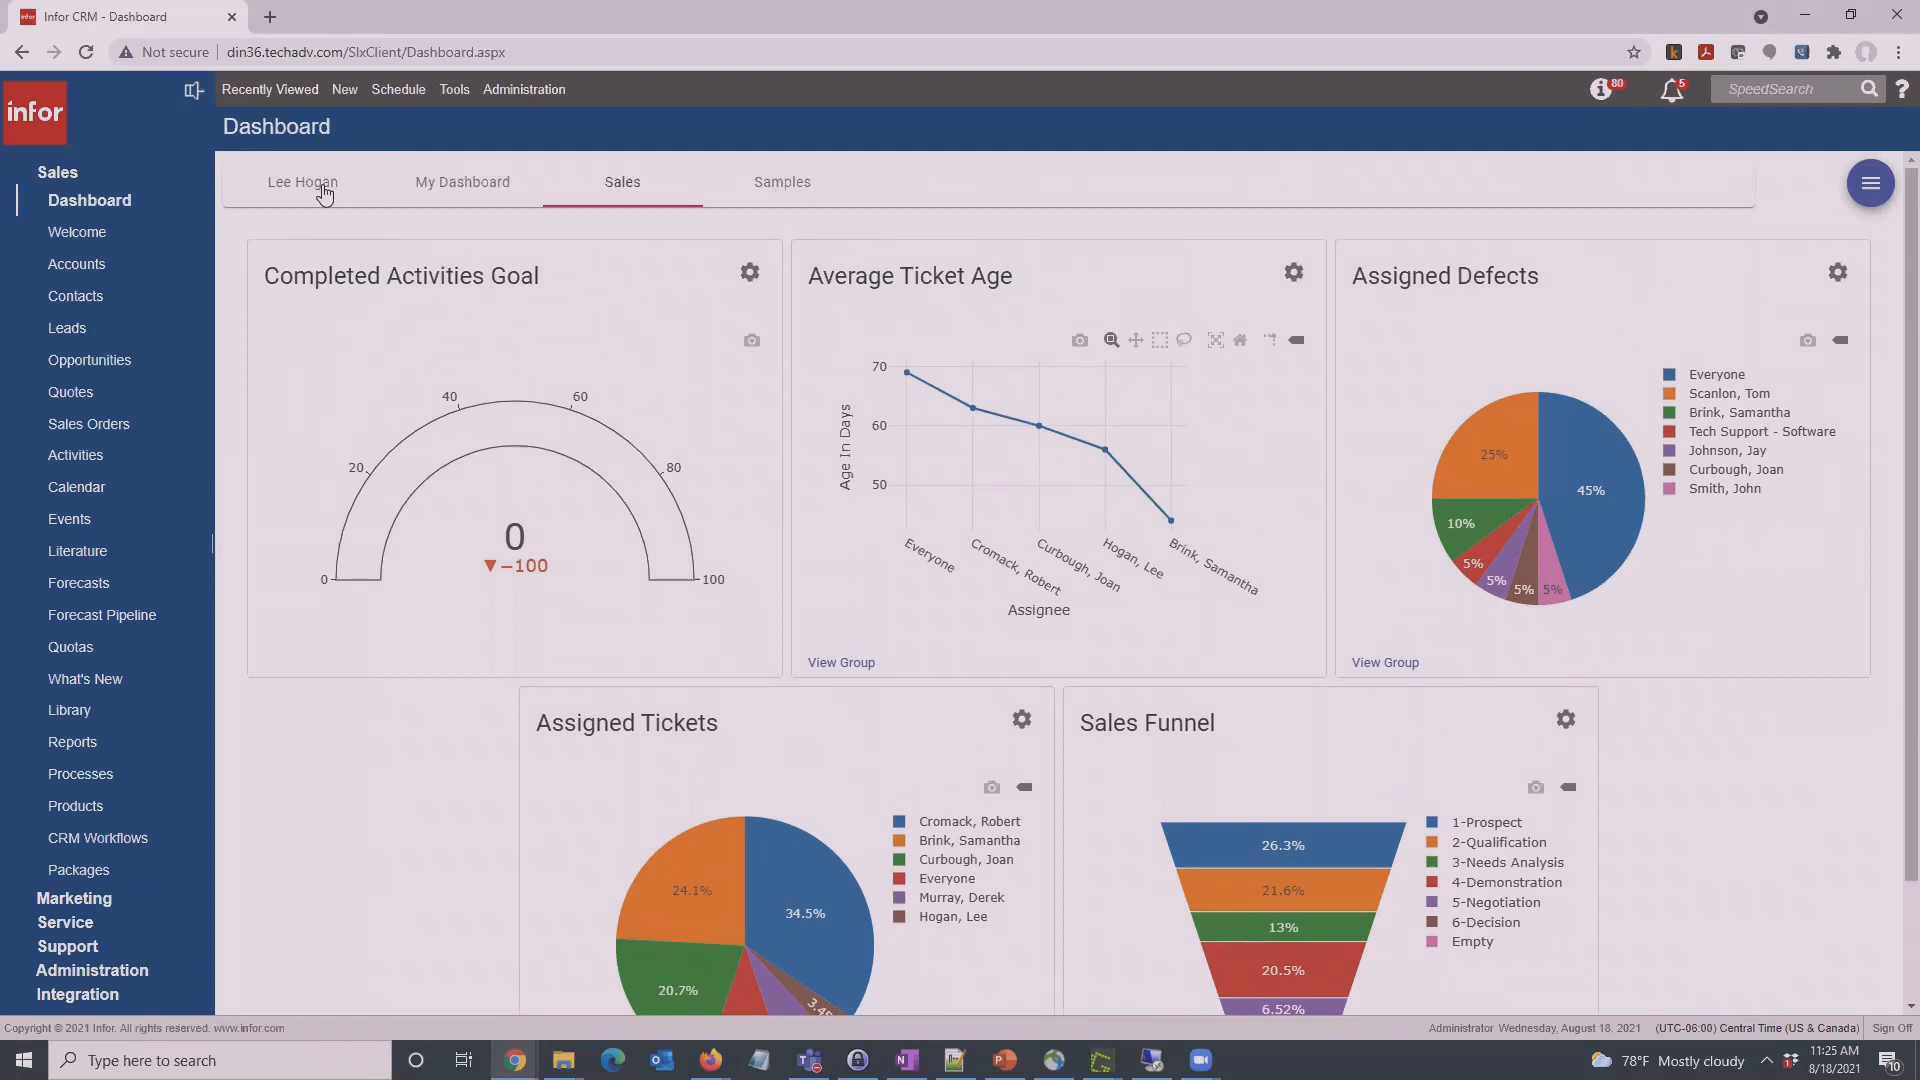 Infor CRM - Dashboard
Not secure din36.techadv.com/SlxClient/Dashboard.aspx
infor
Recently Viewed New Schedule Tools Administration
80
5
SpeedSearch
?
Dashboard
Sales
Dashboard
Welcome
Accounts
Contacts
Leads
Opportunities
Quotes
Sales Orders
Activities
Calendar
Events
Literature
Forecasts
Forecast Pipeline
Quotas
What's New
Library
Reports
Processes
Products
CRM Workflows
Packages
Marketing
Service
Support
Administration
Integration
Lee Hogan My Dashboard Sales Samples
Completed Activities Goal
0
20
40
60
80
100
0
▼−100
Average Ticket Age
Age In Days
70
60
50
Everyone
Cromack, Robert
Curbough, Joan
Hogan, Lee
Brink, Samantha
Assignee
View Group
Assigned Defects
45%
25%
10%
5%
5%
5%
5%
Everyone
Scanlon, Tom
Brink, Samantha
Tech Support - Software
Johnson, Jay
Curbough, Joan
Smith, John
View Group
Assigned Tickets
34.5%
24.1%
20.7%
Cromack, Robert
Brink, Samantha
Curbough, Joan
Everyone
Murray, Derek
Hogan, Lee
Sales Funnel
26.3%
21.6%
13%
20.5%
6.52%
1-Prospect
2-Qualification
3-Needs Analysis
4-Demonstration
5-Negotiation
6-Decision
Empty
Copyright © 2021 Infor. All rights reserved. www.infor.com
Administrator Wednesday, August 18, 2021 (UTC-06:00) Central Time (US & Canada) Sign Off
Type here to search
78°F Mostly cloudy
11:25 AM
8/18/2021
10